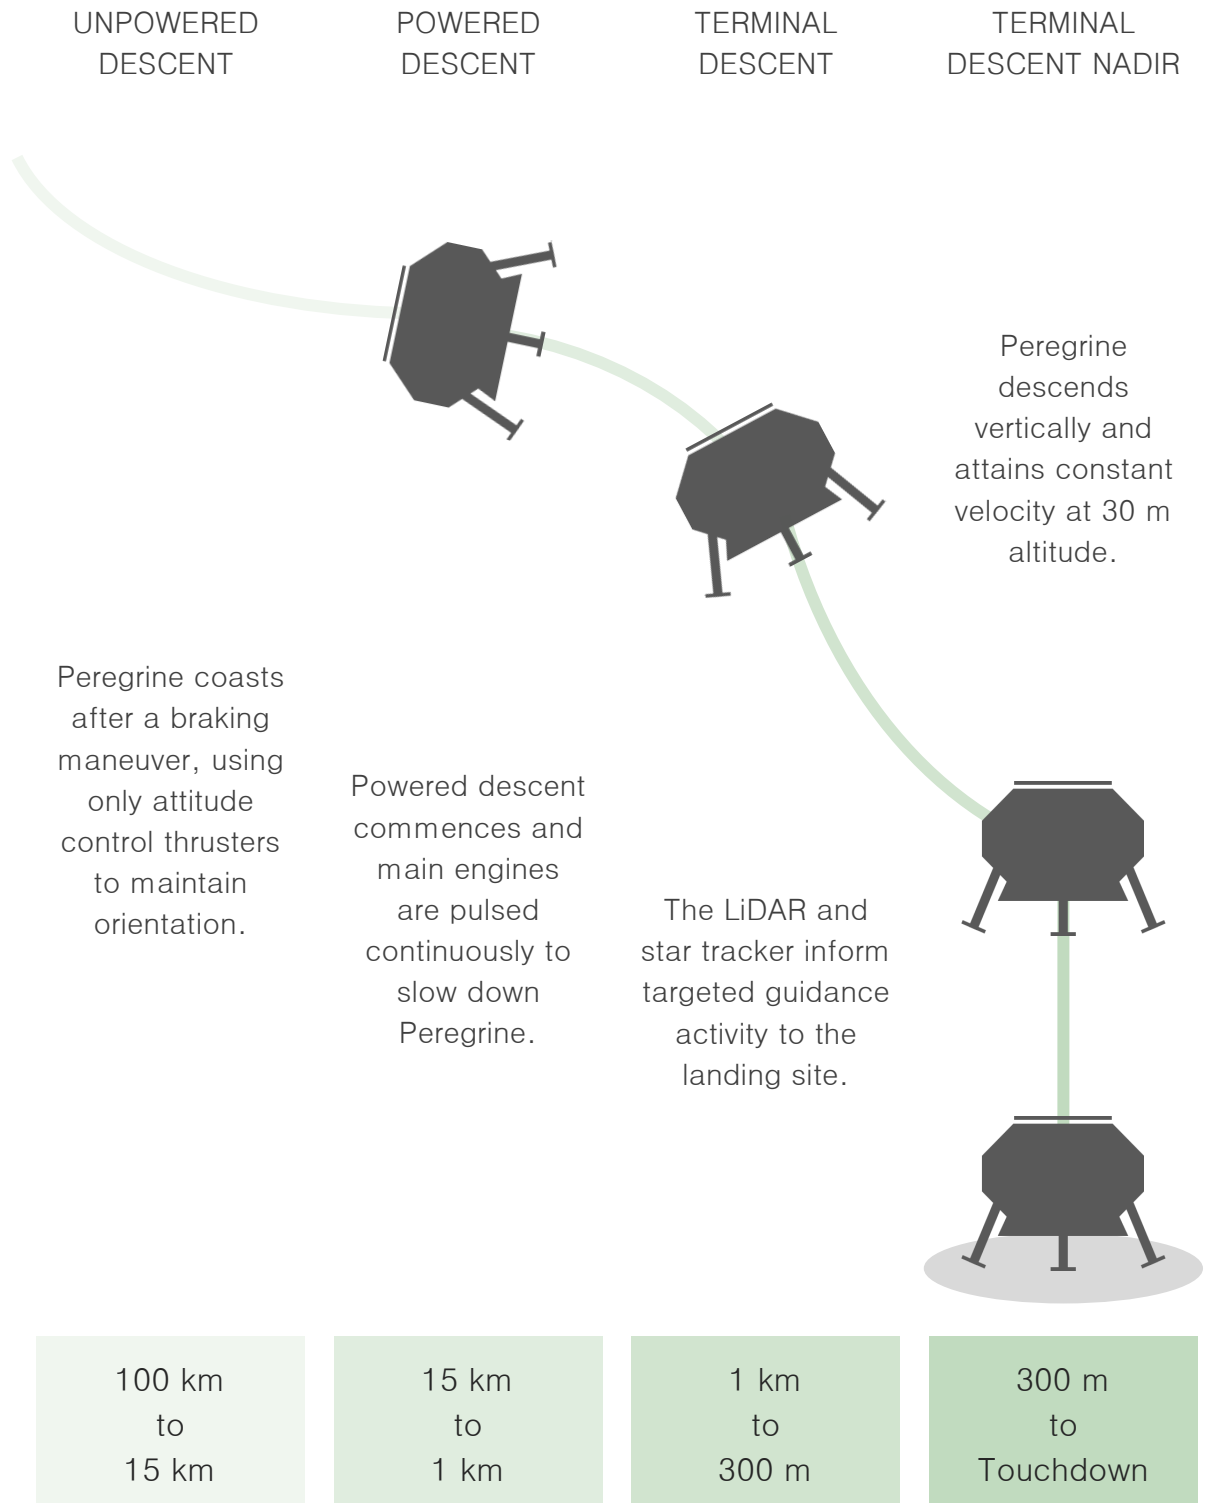 UNPOWERED
DESCENT
POWERED
DESCENT
TERMINAL
DESCENT
TERMINAL
DESCENT NADIR
Peregrine coasts
after a braking
maneuver, using
only attitude
control thrusters
to maintain
orientation.
Powered descent
commences and
main engines
are pulsed
continuously to
slow down
Peregrine.
The LiDAR and
star tracker inform
targeted guidance
activity to the
landing site.
Peregrine
descends
vertically and
attains constant
velocity at 30 m
altitude.
100 km
to
15 km
15 km
to
1 km
1 km
to
300 m
300 m
to
Touchdown